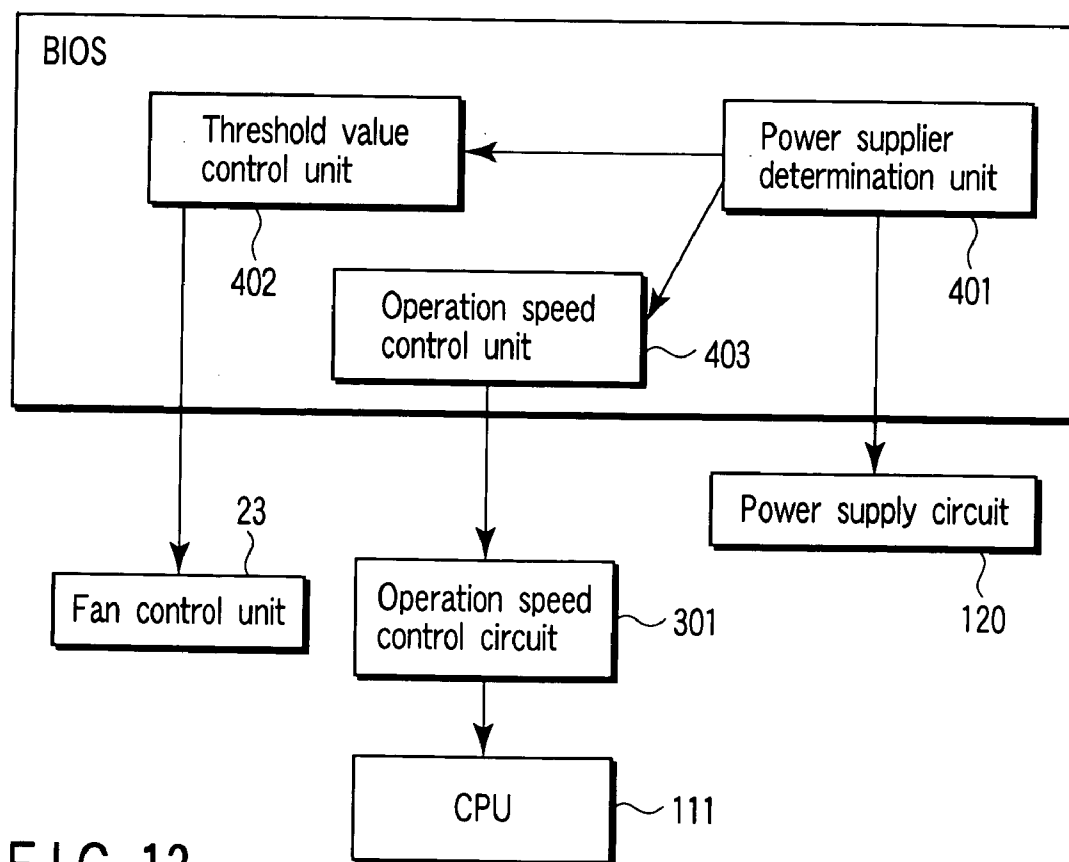 BIOS
Threshold value
control unit
Power supplier
determination unit
402
401
Operation speed
control unit
403
Power supply circuit
23
120
Fan control unit
Operation speed
control circuit
301
CPU
111